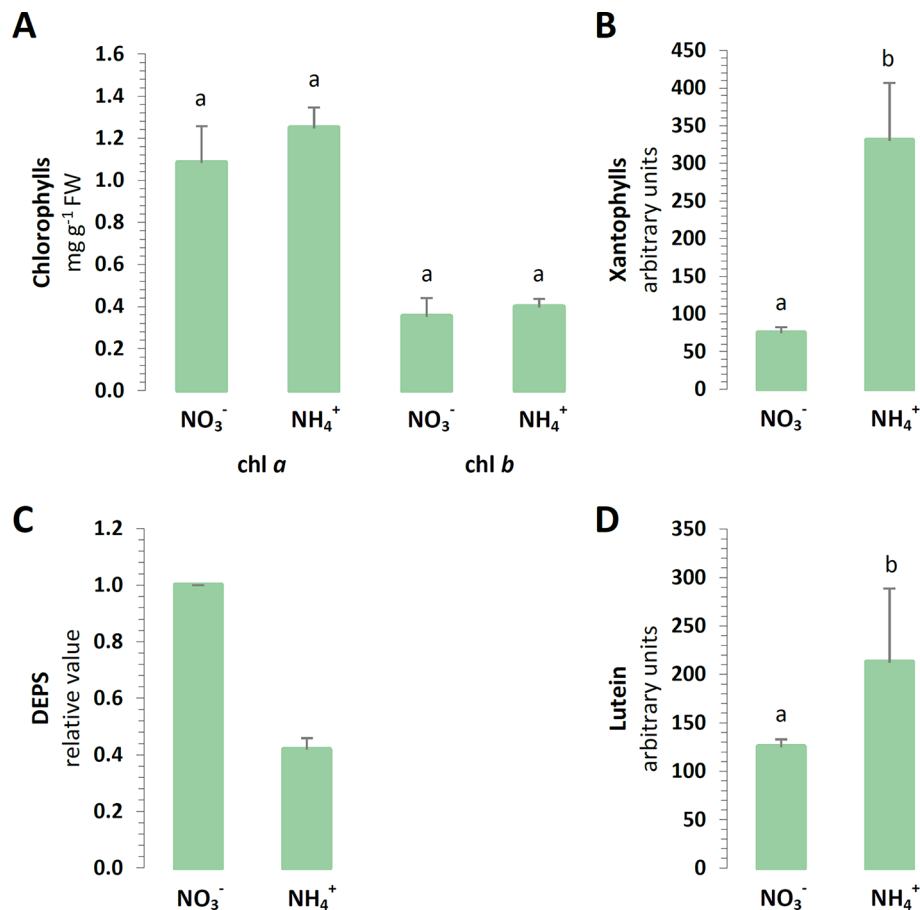 A
Chlorophylls
mg g⁻¹ FW
1.6
1.4
1.2
1.0
0.8
0.6
0.4
0.2
0.0
a
a
a
a
NO₃⁻
NH₄⁺
NO₃⁻
NH₄⁺
chl a
chl b
B
Xantophylls
arbitrary units
450
400
350
300
250
200
150
100
50
0
a
b
NO₃⁻
NH₄⁺
C
DEPS
relative value
1.2
1.0
0.8
0.6
0.4
0.2
0.0
NO₃⁻
NH₄⁺
D
Lutein
arbitrary units
350
300
250
200
150
100
50
0
a
b
NO₃⁻
NH₄⁺